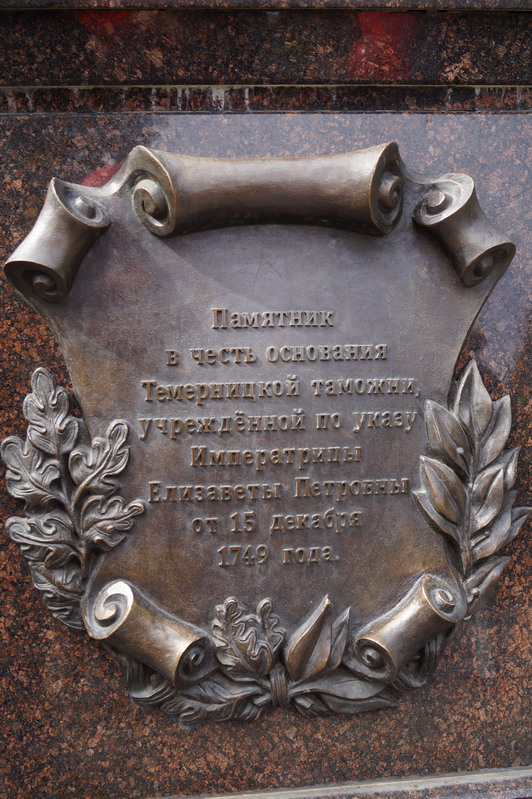 Памятник
в честь основания
Темерницкой таможни,
учреждённой по указу
Императрицы
Елизаветы Петровны
от 15 декабря
1749 года.